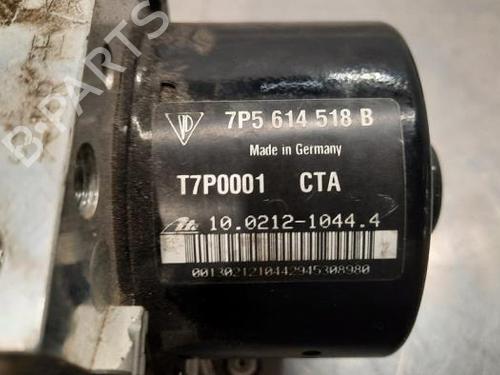 7P5 614 518 B
Made in Germany
T7P0001 CTA
10.0212-1044.4
0013021210442945308980
B-PARTS